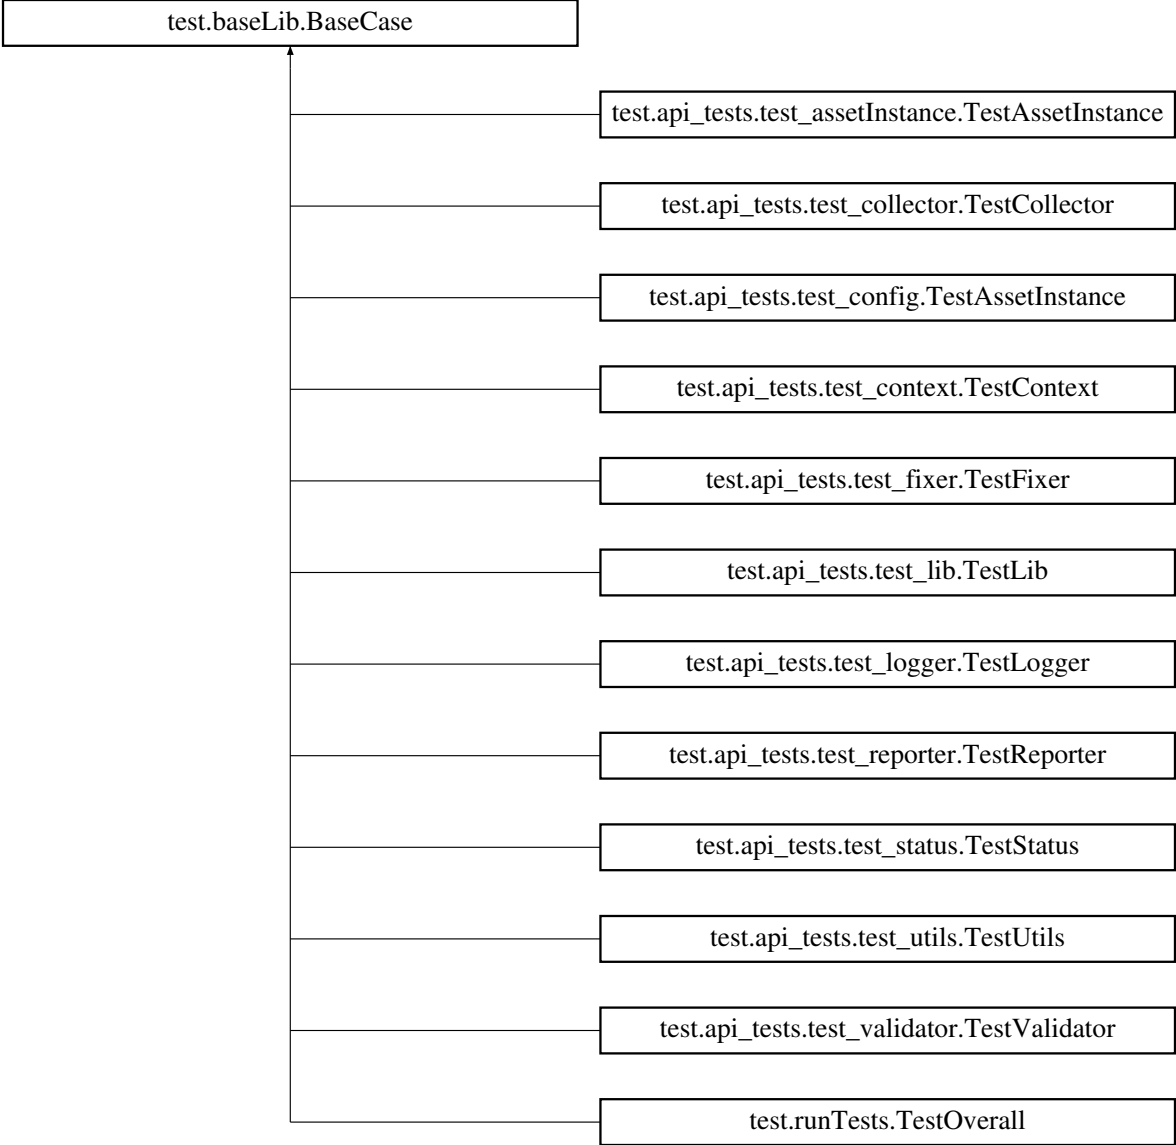 test.baseLib.BaseCase
test.api_tests.test_assetInstance.TestAssetInstance
test.api_tests.test_collector.TestCollector
test.api_tests.test_config.TestAssetInstance
test.api_tests.test_context.TestContext
test.api_tests.test_fixer.TestFixer
test.api_tests.test_lib.TestLib
test.api_tests.test_logger.TestLogger
test.api_tests.test_reporter.TestReporter
test.api_tests.test_status.TestStatus
test.api_tests.test_utils.TestUtils
test.api_tests.test_validator.TestValidator
test.runTests.TestOverall